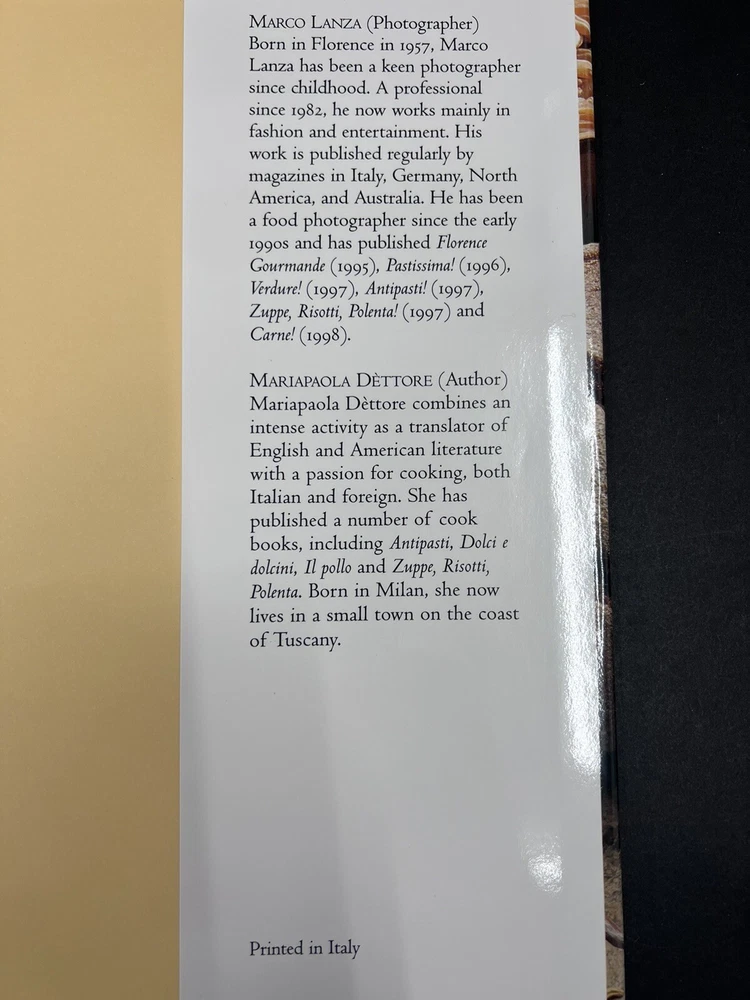 MARCO LANZA (Photographer)
Born in Florence in 1957, Marco
Lanza has been a keen photographer
since childhood. A professional
since 1982, he now works mainly in
fashion and entertainment. His
work is published regularly by
magazines in Italy, Germany, North
America, and Australia. He has been
a food photographer since the early
1990s and has published Florence
Gourmande (1995), Pastissima! (1996),
Verdure! (1997), Antipasti! (1997),
Zuppe, Risotti, Polenta! (1997) and
Carne! (1998).
MARIAPAOLA DÈTTORE (Author)
Mariapaola Dèttore combines an
intense activity as a translator of
English and American literature
with a passion for cooking, both
Italian and foreign. She has
published a number of cook
books, including Antipasti, Dolci e
dolcini, Il pollo and Zuppe, Risotti,
Polenta. Born in Milan, she now
lives in a small town on the coast
of Tuscany.
Printed in Italy